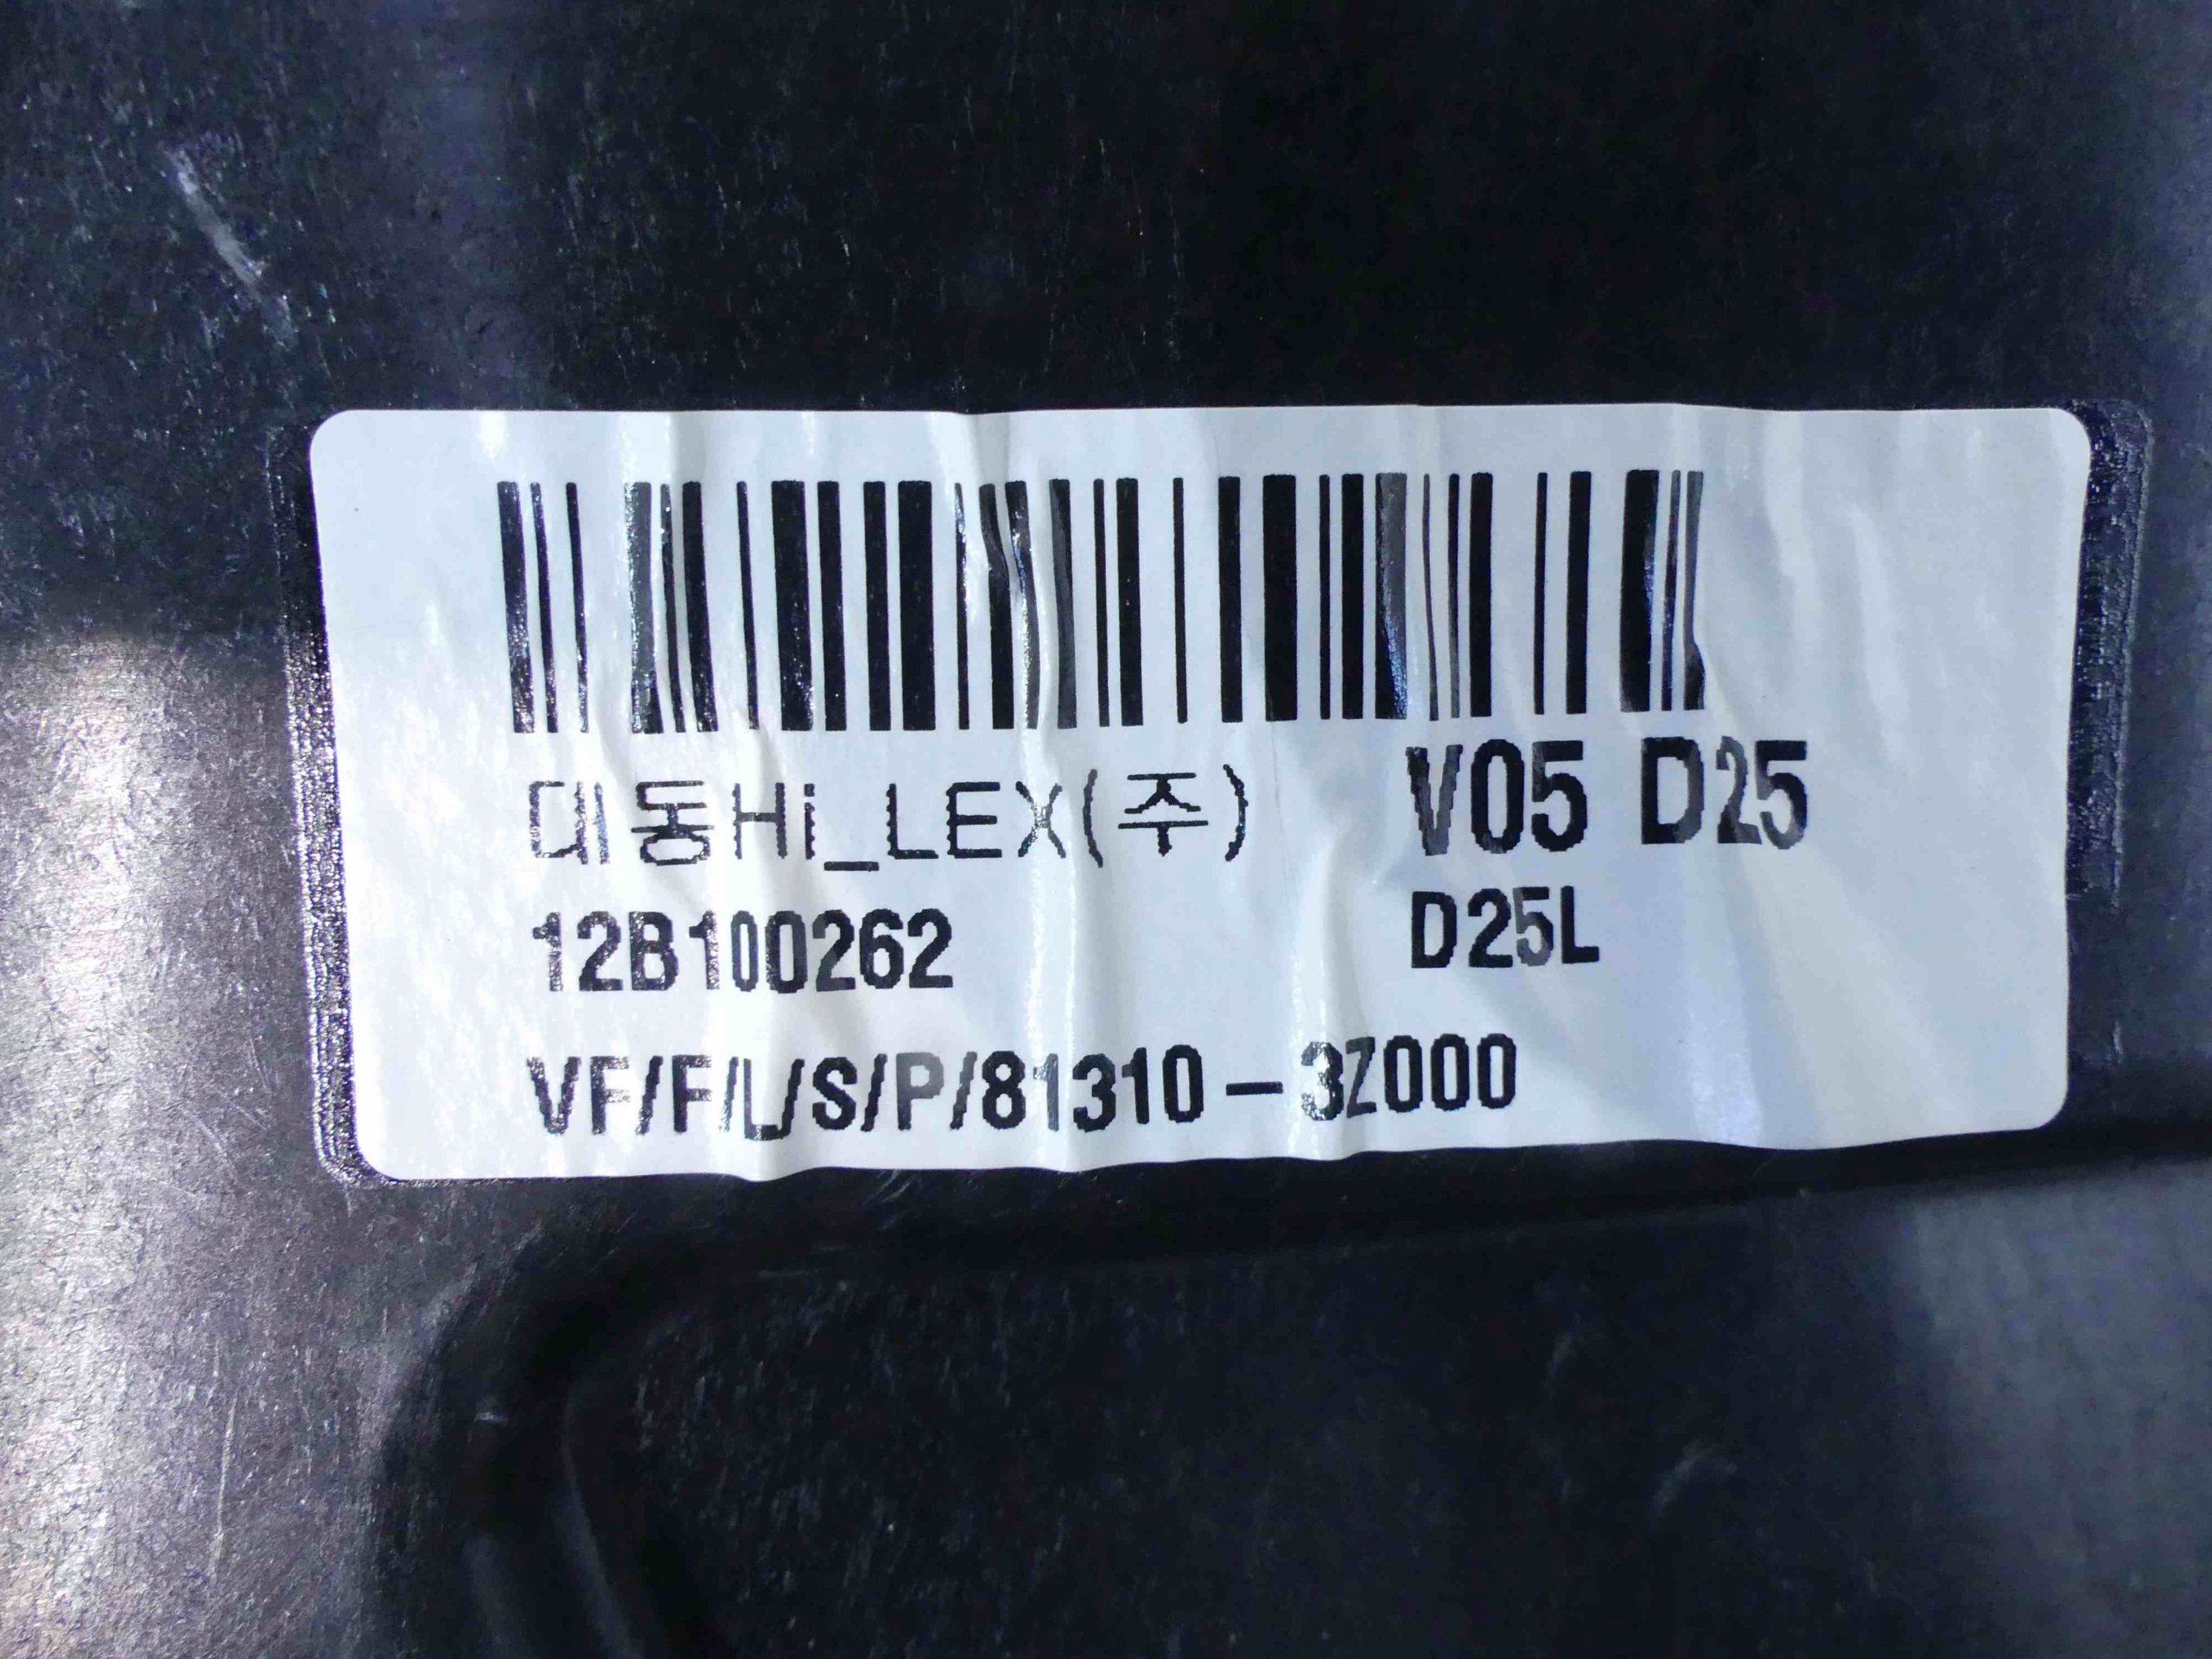 대동Hi_LEX(주) V05 D25
12B100262 D25L
VF/F/L/S/P/81310-3Z000